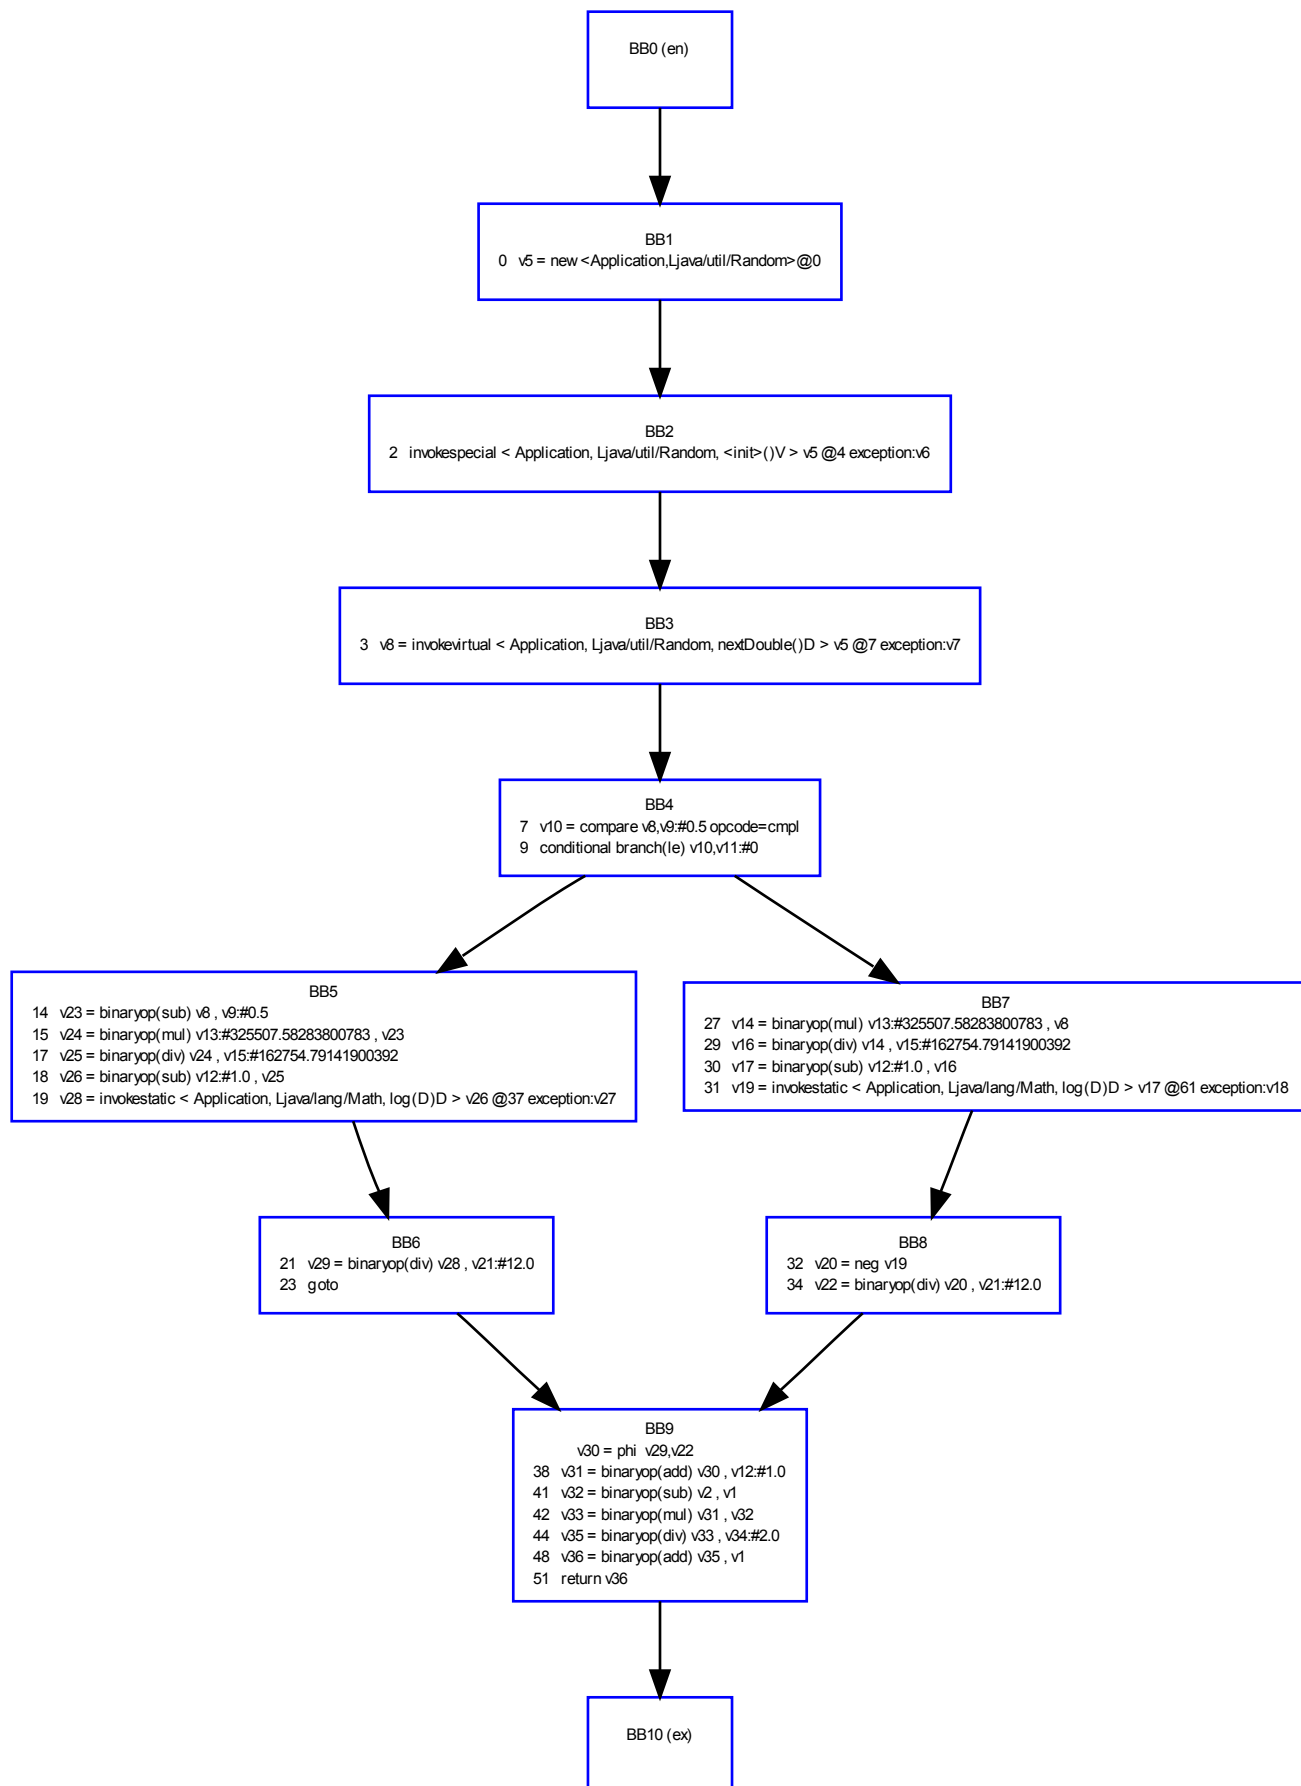 BB0 (en)
BB1
0 v5 = new <Application,Ljava/util/Random>@0
BB2
2 invokespecial < Application, Ljava/util/Random, <init>()V > v5 @4 exception:v6
BB3
3 v8 = invokevirtual < Application, Ljava/util/Random, nextDouble()D > v5 @7 exception:v7
BB4
7 v10 = compare v8,v9:#0.5 opcode=cmpl
9 conditional branch(le) v10,v11:#0
BB5
14 v23 = binaryop(sub) v8 , v9:#0.5
15 v24 = binaryop(mul) v13:#325507.58283800783 , v23
17 v25 = binaryop(div) v24 , v15:#162754.79141900392
18 v26 = binaryop(sub) v12:#1.0 , v25
19 v28 = invokestatic < Application, Ljava/lang/Math, log(D)D > v26 @37 exception:v27
BB7
27 v14 = binaryop(mul) v13:#325507.58283800783 , v8
29 v16 = binaryop(div) v14 , v15:#162754.79141900392
30 v17 = binaryop(sub) v12:#1.0 , v16
31 v19 = invokestatic < Application, Ljava/lang/Math, log(D)D > v17 @61 exception:v18
BB6
21 v29 = binaryop(div) v28 , v21:#12.0
23 goto
BB8
32 v20 = neg v19
34 v22 = binaryop(div) v20 , v21:#12.0
BB9
v30 = phi v29,v22
38 v31 = binaryop(add) v30 , v12:#1.0
41 v32 = binaryop(sub) v2 , v1
42 v33 = binaryop(mul) v31 , v32
44 v35 = binaryop(div) v33 , v34:#2.0
48 v36 = binaryop(add) v35 , v1
51 return v36
BB10 (ex)